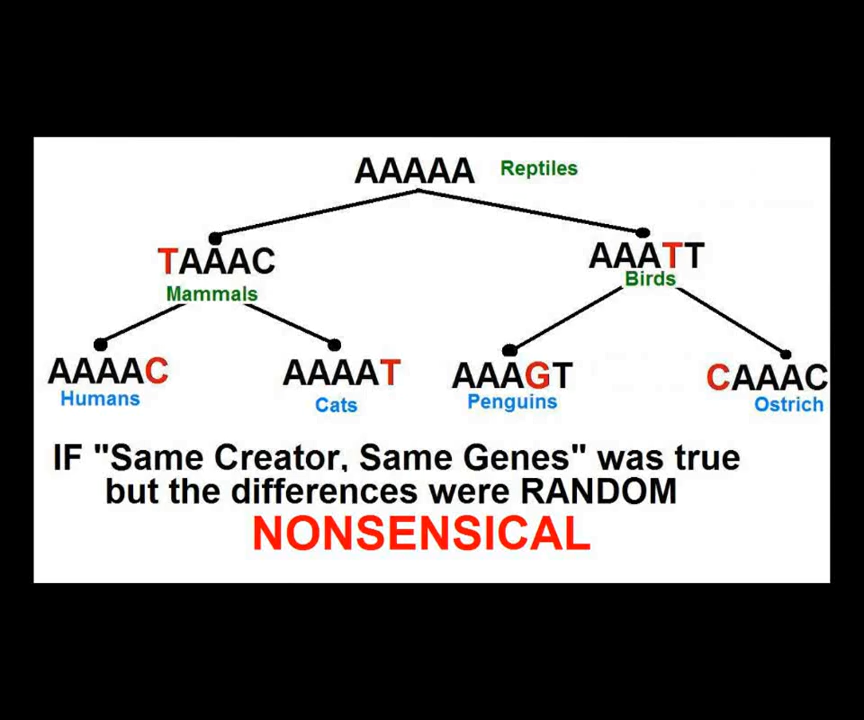 AAAAA Reptiles
TAAAC
Mammals
AAATT
Birds
AAAAC
Humans
AAAAT
Cats
AAAGT
Penguins
CAAAC
Ostrich
IF "Same Creator, Same Genes" was true
but the differences were RANDOM
NONSENSICAL